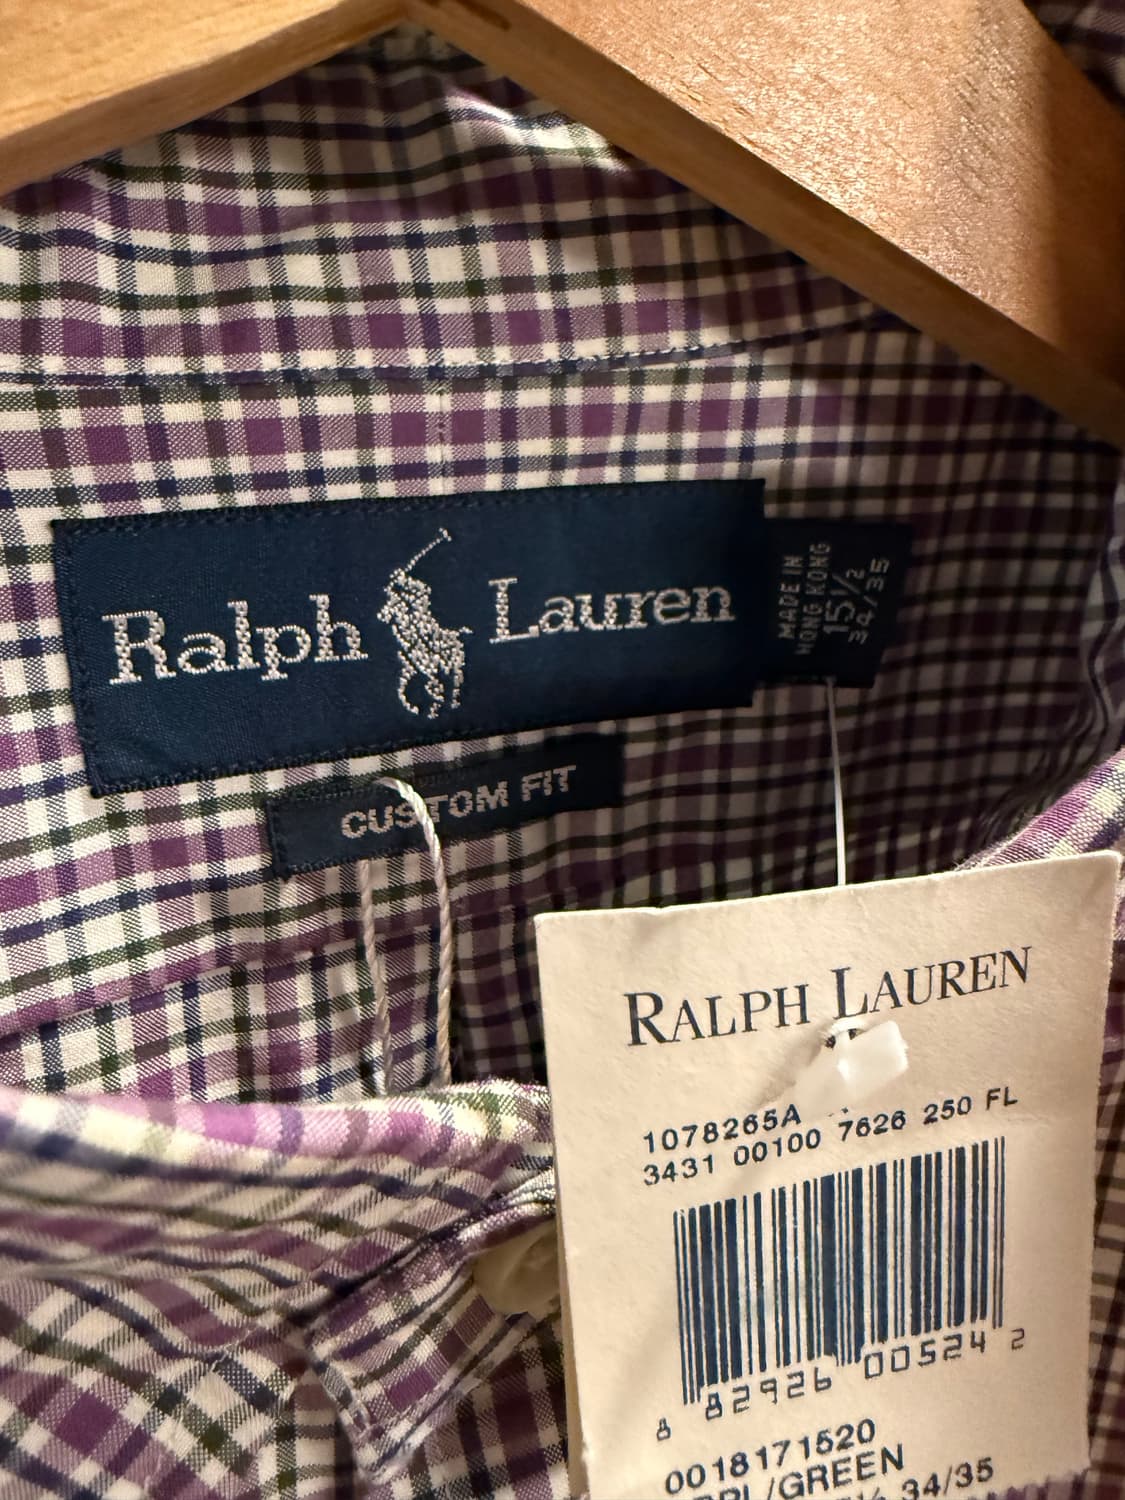 Ralph Lauren
MADE IN
HONG KONG
15½
34/35
CUSTOM FIT
RALPH LAUREN
1078265A
3431 00100 7626 250 FL
8 82926 00524 2
0018171520
/GREEN
34/35